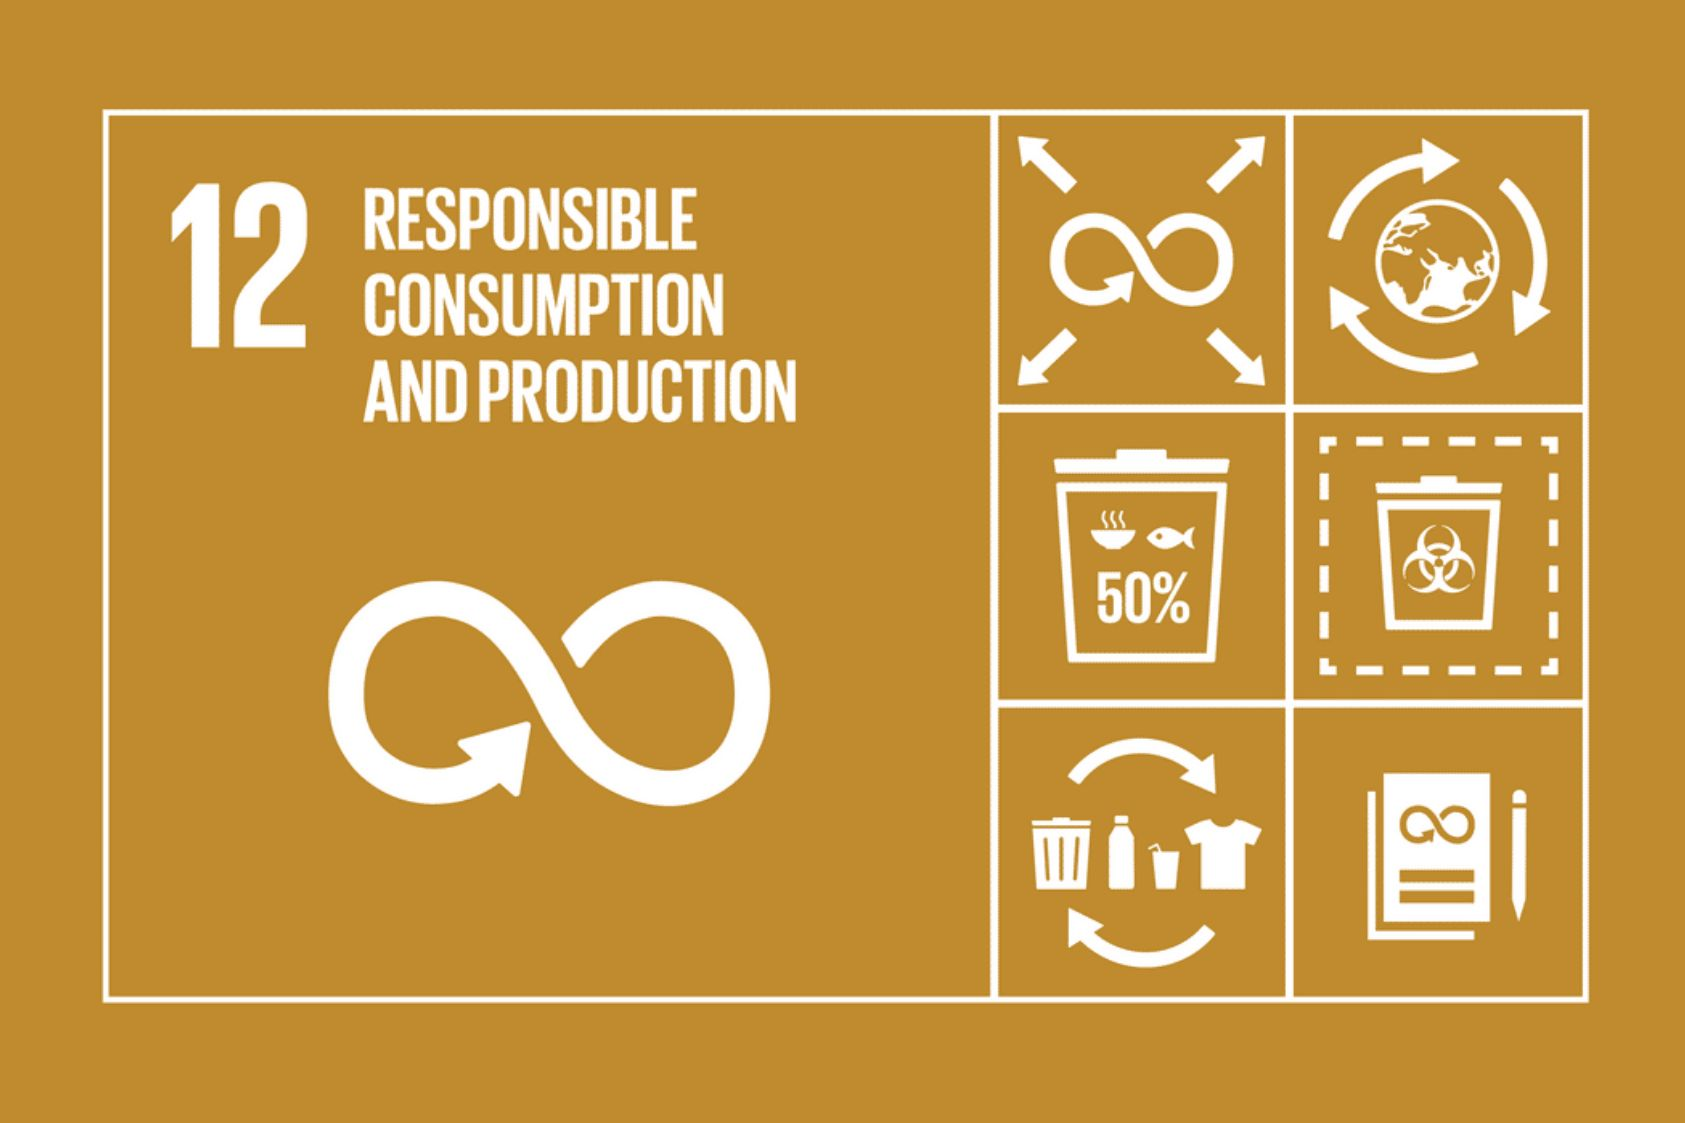 12
RESPONSIBLE
CONSUMPTION
AND PRODUCTION
50%